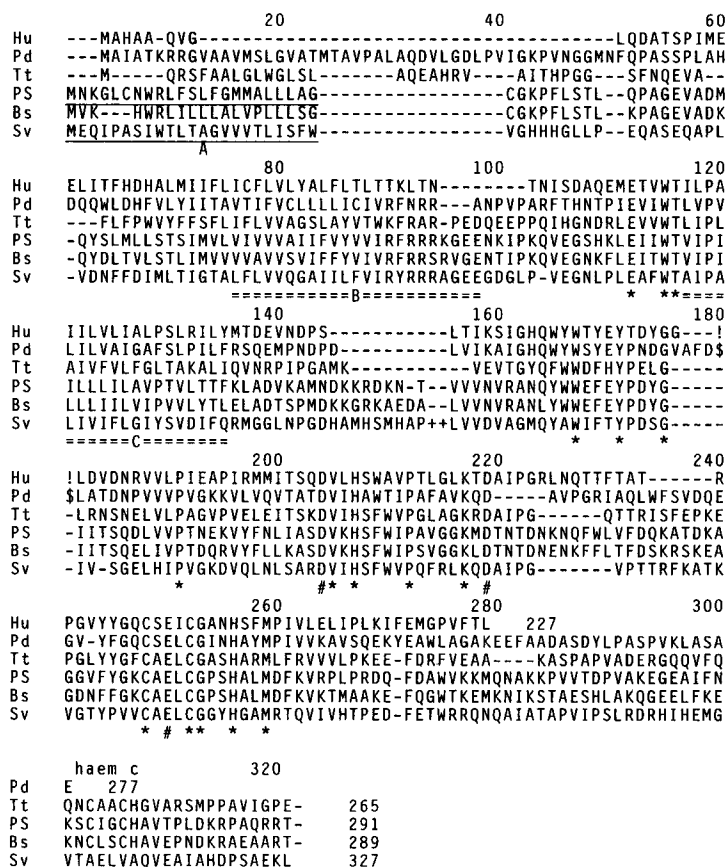 20 40 60
Hu ---MAHAA-QVG--------------------------------------LQDATSPIME
Pd ---MAIATKRRGVAAVMSLGVATMTAVPALAQDVLGDLPVIGKPVNGGMNFQPASSPLAH
Tt ---M-----QRSFAALGLWGLSL-------AQEAHRV----AITHPGG---SFNQEVA--
PS MNKGLCNWRLFSLFGMMALLLAG-----------------CGKPFLSTL--QPAGEVADM
Bs MVK---HWRLILLLALVPLLLSG-----------------CGKPFLSTL--KPAGEVADK
Sv MEQIPASIWTLTAGVVVTLISFW-----------------VGHHHGLLP--EQASEQAPL
A
80 100 120
Hu ELITFHDHALMIIFLICFLVLYALFLTLTTKLTN--------TNISDAQEMETVWTILPA
Pd DQQWLDHFVLYIITAVTIFVCLLLLICIVRFNRR---ANPVPARFTHNTPIEVIWTLVPV
Tt ---FLFPWVYFFSFLIFLVVAGSLAYVTWKFRAR-PEDQEEPPQIHGNDRLEVVWTLIPL
PS -QYSLMLLSTSIMVLVIVVVAIIFVYVVIRFRRRKGEENKIPKQVEGSHKLEIIWTVIPI
Bs -QYDLTVLSTLIMVVVVAVVSVIFFYVIVRFRRSRVGENTIPKQVEGNKFLEITWTVIPI
Sv -VDNFFDIMLTIGTALFLVVQGAIILFVIRYRRRAGEEGDGLP-VEGNLPLEAFWTAIPA
===========B=========== * **====
140 160 180
Hu IILVLIALPSLRILYMTDEVNDPS-----------LTIKSIGHQWYWTYEYTDYGG---!
Pd LILVAIGAFSLPILFRSQEMPNDPD----------LVIKAIGHQWYWSYEYPNDGVAFD$
Tt AIVFVLFGLTAKALIQVNRPIPGAMK---------VEVTGYQFWWDFHYPELG-----
PS ILLLILAVPTVLTTFKLADVKAMNDKKRDKN-T--VVVNVRANQYWWEFEYPDYG-----
Bs LLLIILVIPVVLYTLELADTSPMDKKGRKAEDA--LVVNVRANLYWWEFEYPDSG-----
Sv LIVIFLGIYSVDIFQRMGGLNPGDHAMHSMHAP++LVVDVAGMQYAWIFTYPDSG-----
======C======== * * *
200 220 240
Hu !LDVDNRVVLPIEAPIRMMITSQDVLHSWAVPTLGLKTDAIPGRLNQTTFTAT------R
Pd $LATDNPVVVPVGKKVLVQVTATDVIHAWTIPAFAVKQD-----AVPGRIAQLWFSVDQE
Tt -LRNSNELVLPAGVPVELEITSKDVIHSFWVPGLAGKRDAIPG-----QTTRISFEPKE
PS -IITSQDLVVPTNEKVYFNLIASDVKHSFWIPAVGGKMDTNTDNKNQFWLVFDQKATDKA
Bs -IITSQELIVPTDQRVYFLLKASDVKHSFWIPSVGGKLDTNTDNENKFFLTFDSKRSKEA
Sv -IV-SGELHIPVGKDVQLNLSARDVIHSFWVPQFRLKQDAIPG------VPTTRFKATK
* #* * * * #
260 280 300
Hu PGVYYGQCSEICGANHSFMPIVLELIPLKIFEMGPVFTL 227
Pd GV-YFGQCSELCGINHAYMPIVVKAVSQEKYEAWLAGAKEEFAADASDYLPASPVKLASA
Tt PGLYYGFCAELCGASHARMLFRVVVLPKEE-FDRFVEAA----KASPAPVADERGQQVFQ
PS GGVFYGKCAELCGPSHALMDFKVRPLPRDQ-FDAWVKKMQNAKKPVVTDPVAKEGEAIFN
Bs GDNFFGKCAELCGPSHALMDFKVKTMAAKE-FQGWTKEMKNIKSTAESHLAKQGEELFKE
Sv VGTYPVVCAELCGGYHGAMRTQVIVHTPED-FETWRRQNQAIATAPVIPSLRDRHIHEMG
* # ** * *
haem c 320
Pd E 277
Tt QNCAACHGVARSMPPAVIGPE- 265
PS KSCIGCHAVTPLDKRPAQRRT- 291
Bs KNCLSCHAVEPNDKRAEAART- 289
Sv VTAELVAQVEAIAHDPSAEKL 327